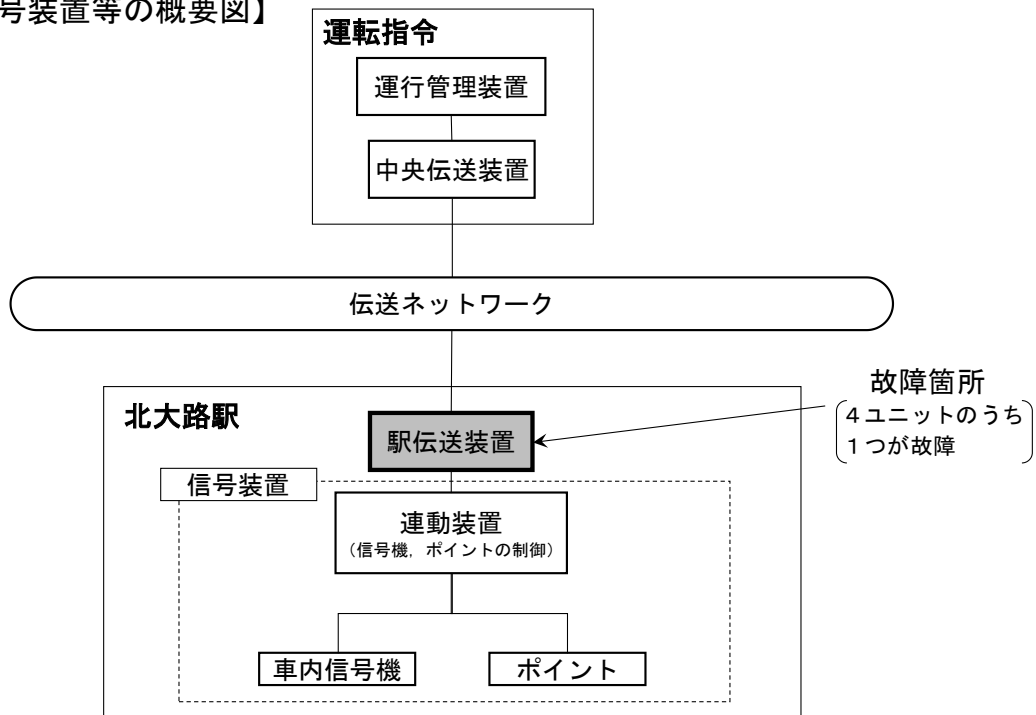 号装置等の概要図】
運転指令
運行管理装置
中央伝送装置
伝送ネットワーク
故障箇所
４ユニットのうち
１つが故障
北大路駅
駅伝送装置
信号装置
連動装置
（信号機，ポイントの制御）
車内信号機
ポイント